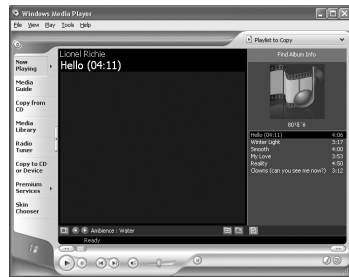 Windows Media Player
File View Play Tools Help
Playlist to Copy
Now
Playing
Media
Guide
Copy from
CD
Media
Library
Radio
Tuner
Copy to CD
or Device
Premium
Services
Skin
Chooser
Lionel Richie
Hello (04:11)
Ambience : Water
Ready
Find Album Info
Hello (04:11) 4:06
Winter Light 3:17
Smooth 4:00
My Love 3:53
Reality 4:50
Clowns (can you see me now?) 3:12